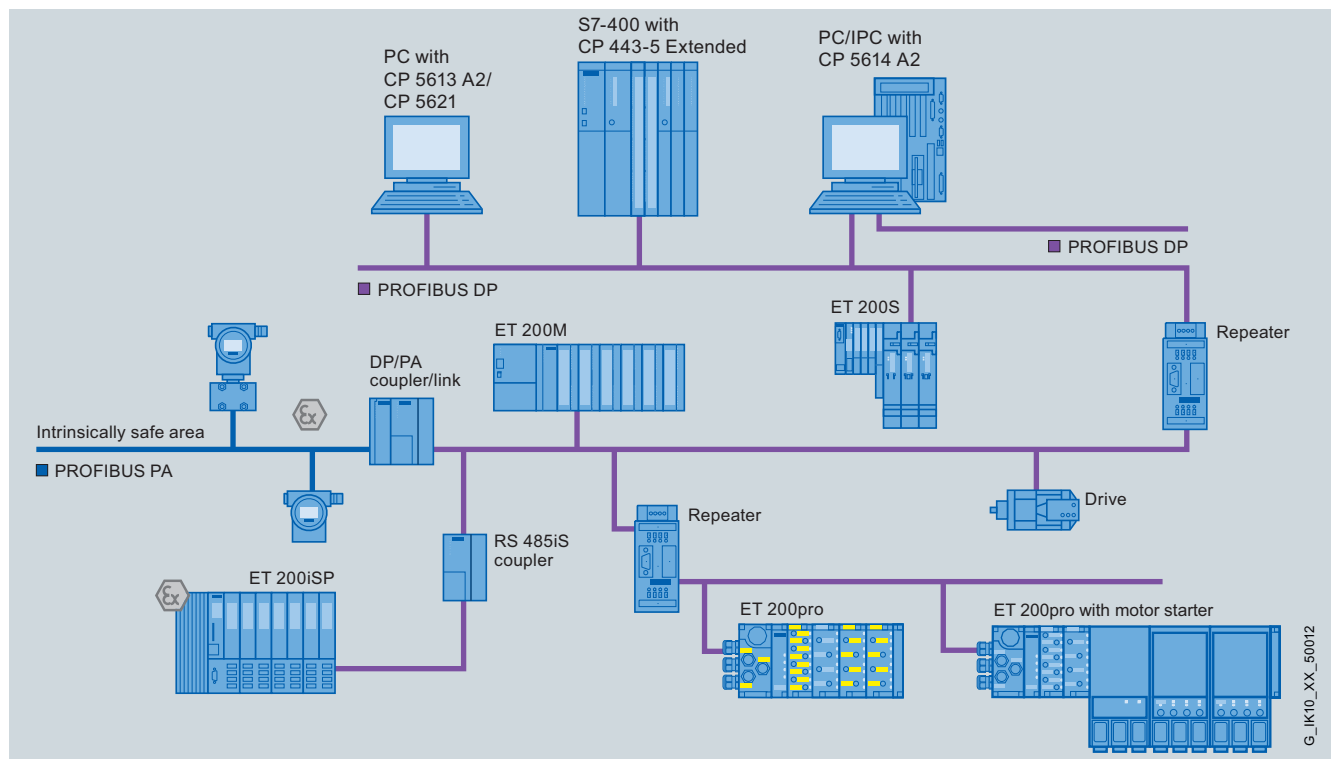 S7-400 with
CP 443-5 Extended
PC with
CP 5613 A2/
CP 5621
PC/IPC with
CP 5614 A2
PROFIBUS DP
PROFIBUS DP
ET 200S
ET 200M
Repeater
DP/PA
coupler/link
Ex
Intrinsically safe area
PROFIBUS PA
Drive
Repeater
RS 485iS
coupler
ET 200iSP
Ex
ET 200pro
ET 200pro with motor starter
G_IK10_XX_50012